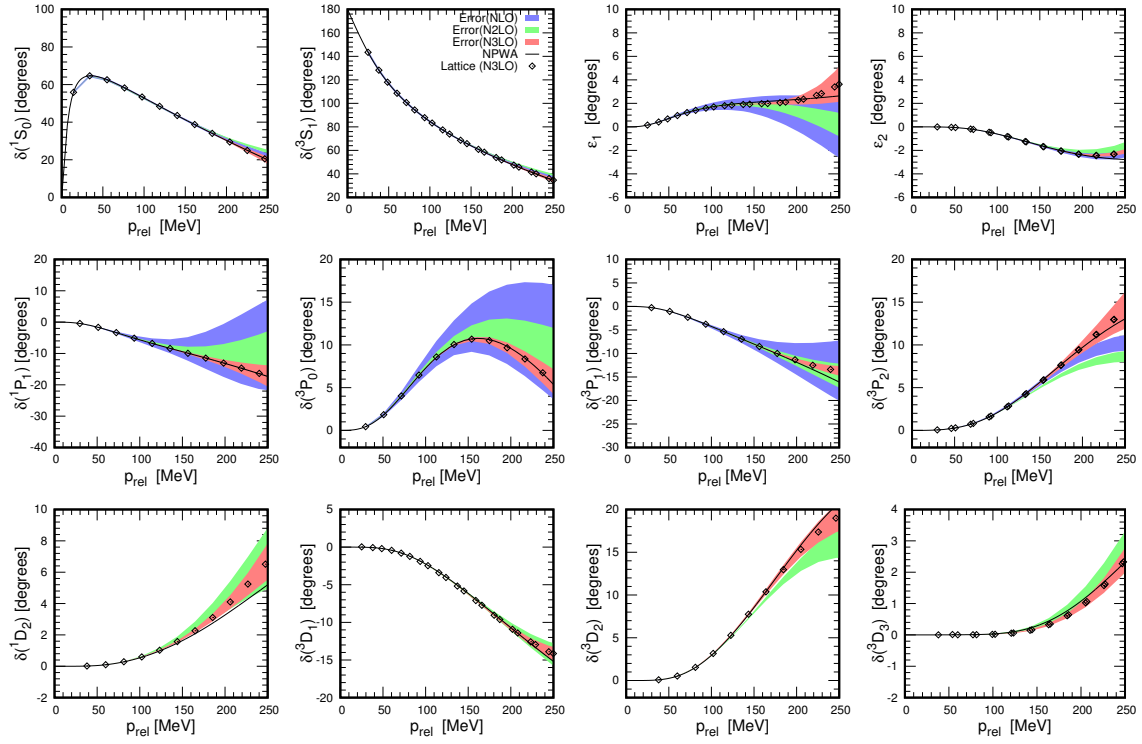 100
80
60
40
20
0
δ(¹S₀) [degrees]
0 50 100 150 200 250
p_rel [MeV]
180
160
140
120
100
80
60
40
20
δ(³S₁) [degrees]
Error(NLO)
Error(N2LO)
Error(N3LO)
NPWA
Lattice (N3LO)
0 50 100 150 200 250
p_rel [MeV]
10
8
6
4
2
0
-2
-4
-6
ε₁ [degrees]
0 50 100 150 200 250
p_rel [MeV]
10
8
6
4
2
0
-2
-4
-6
ε₂ [degrees]
0 50 100 150 200 250
p_rel [MeV]
20
10
0
-10
-20
-30
-40
δ(¹P₁) [degrees]
0 50 100 150 200 250
p_rel [MeV]
20
15
10
5
0
δ(³P₀) [degrees]
0 50 100 150 200 250
p_rel [MeV]
10
5
0
-5
-10
-15
-20
-25
-30
δ(³P₁) [degrees]
0 50 100 150 200 250
p_rel [MeV]
20
15
10
5
0
δ(³P₂) [degrees]
0 50 100 150 200 250
p_rel [MeV]
10
8
6
4
2
0
-2
δ(¹D₂) [degrees]
0 50 100 150 200 250
p_rel [MeV]
5
0
-5
-10
-15
-20
δ(³D₁) [degrees]
0 50 100 150 200 250
p_rel [MeV]
20
15
10
5
0
δ(³D₂) [degrees]
0 50 100 150 200 250
p_rel [MeV]
4
3
2
1
0
-1
-2
δ(³D₃) [degrees]
0 50 100 150 200 250
p_rel [MeV]